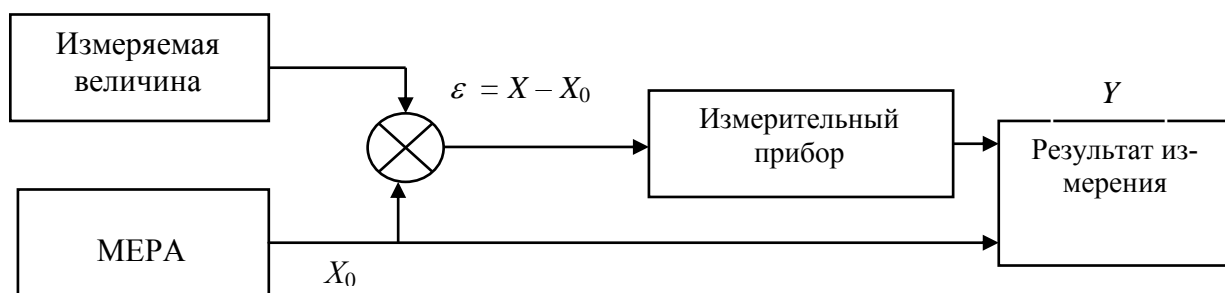 Измеряемая
величина
ε = X – X₀
Y
Измерительный
прибор
Результат из-
мерения
МЕРА
X₀